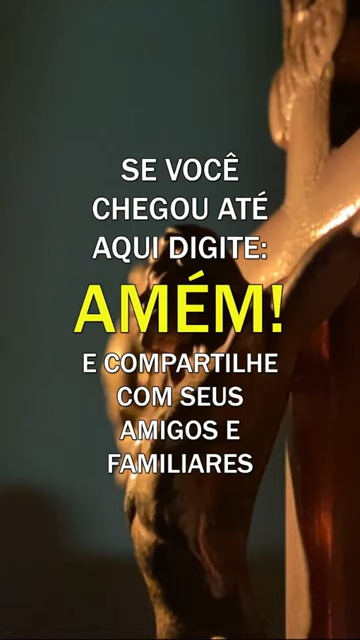 SE VOCÊ
CHEGOU ATÉ
AQUI DIGITE:
AMÉM!
E COMPARTILHE
COM SEUS
AMIGOS E
FAMILIARES